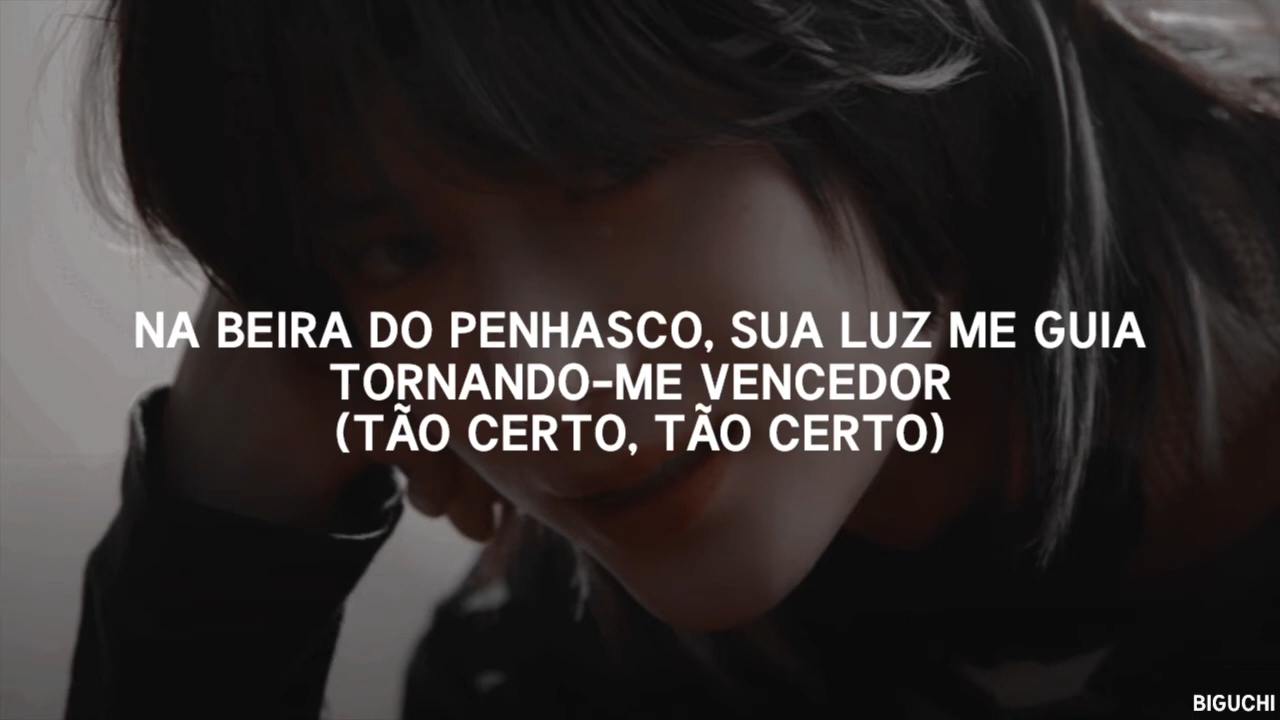 NA BEIRA DO PENHASCO, SUA LUZ ME GUIA
TORNANDO-ME VENCEDOR
(TÃO CERTO, TÃO CERTO)
BIGUCHI